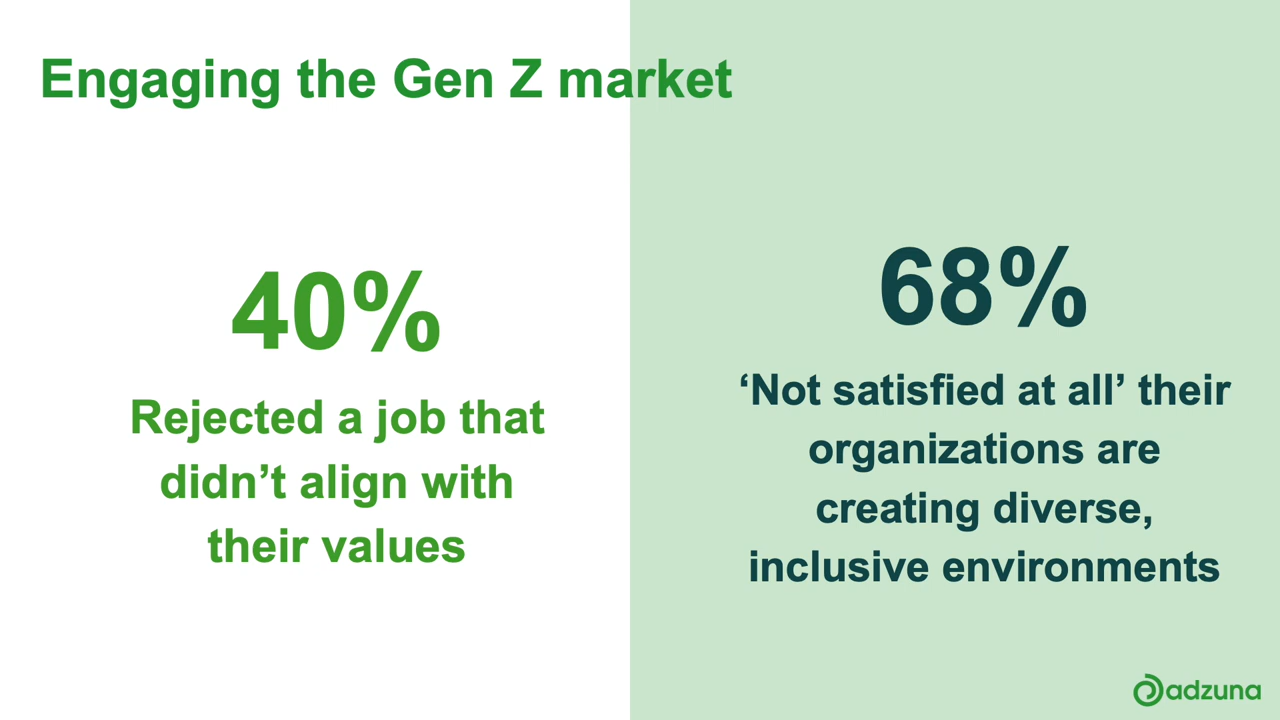 Engaging the Gen Z market
40%
Rejected a job that
didn’t align with
their values
68%
‘Not satisfied at all’ their
organizations are
creating diverse,
inclusive environments
adzuna